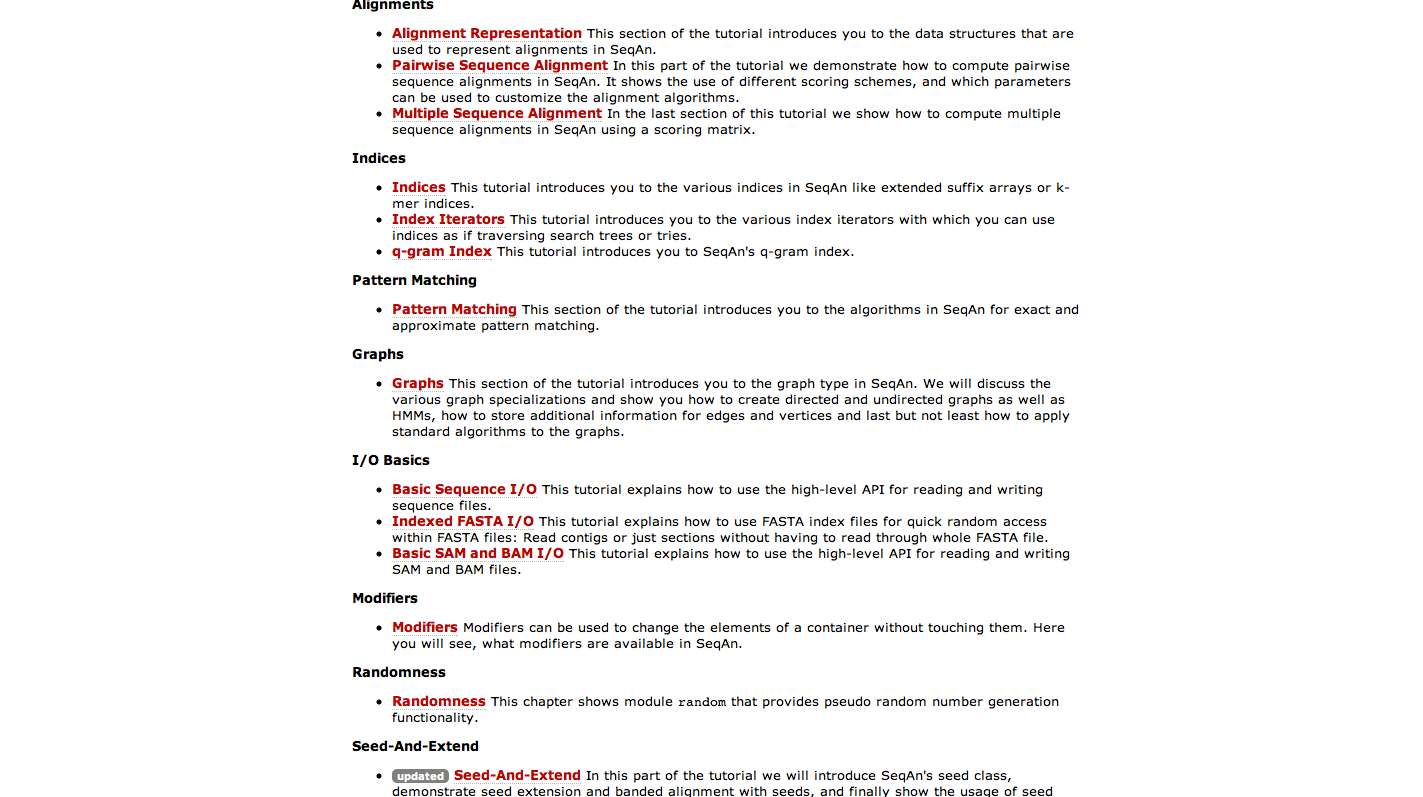 Alignments
Alignment Representation This section of the tutorial introduces you to the data structures that are
used to represent alignments in SeqAn.
Pairwise Sequence Alignment In this part of the tutorial we demonstrate how to compute pairwise
sequence alignments in SeqAn. It shows the use of different scoring schemes, and which parameters
can be used to customize the alignment algorithms.
Multiple Sequence Alignment In the last section of this tutorial we show how to compute multiple
sequence alignments in SeqAn using a scoring matrix.
Indices
Indices This tutorial introduces you to the various indices in SeqAn like extended suffix arrays or k-
mer indices.
Index Iterators This tutorial introduces you to the various index iterators with which you can use
indices as if traversing search trees or tries.
q-gram Index This tutorial introduces you to SeqAn's q-gram index.
Pattern Matching
Pattern Matching This section of the tutorial introduces you to the algorithms in SeqAn for exact and
approximate pattern matching.
Graphs
Graphs This section of the tutorial introduces you to the graph type in SeqAn. We will discuss the
various graph specializations and show you how to create directed and undirected graphs as well as
HMMs, how to store additional information for edges and vertices and last but not least how to apply
standard algorithms to the graphs.
I/O Basics
Basic Sequence I/O This tutorial explains how to use the high-level API for reading and writing
sequence files.
Indexed FASTA I/O This tutorial explains how to use FASTA index files for quick random access
within FASTA files: Read contigs or just sections without having to read through whole FASTA file.
Basic SAM and BAM I/O This tutorial explains how to use the high-level API for reading and writing
SAM and BAM files.
Modifiers
Modifiers Modifiers can be used to change the elements of a container without touching them. Here
you will see, what modifiers are available in SeqAn.
Randomness
Randomness This chapter shows module random that provides pseudo random number generation
functionality.
Seed-And-Extend
updated Seed-And-Extend In this part of the tutorial we will introduce SeqAn's seed class,
demonstrate seed extension and banded alignment with seeds, and finally show the usage of seed